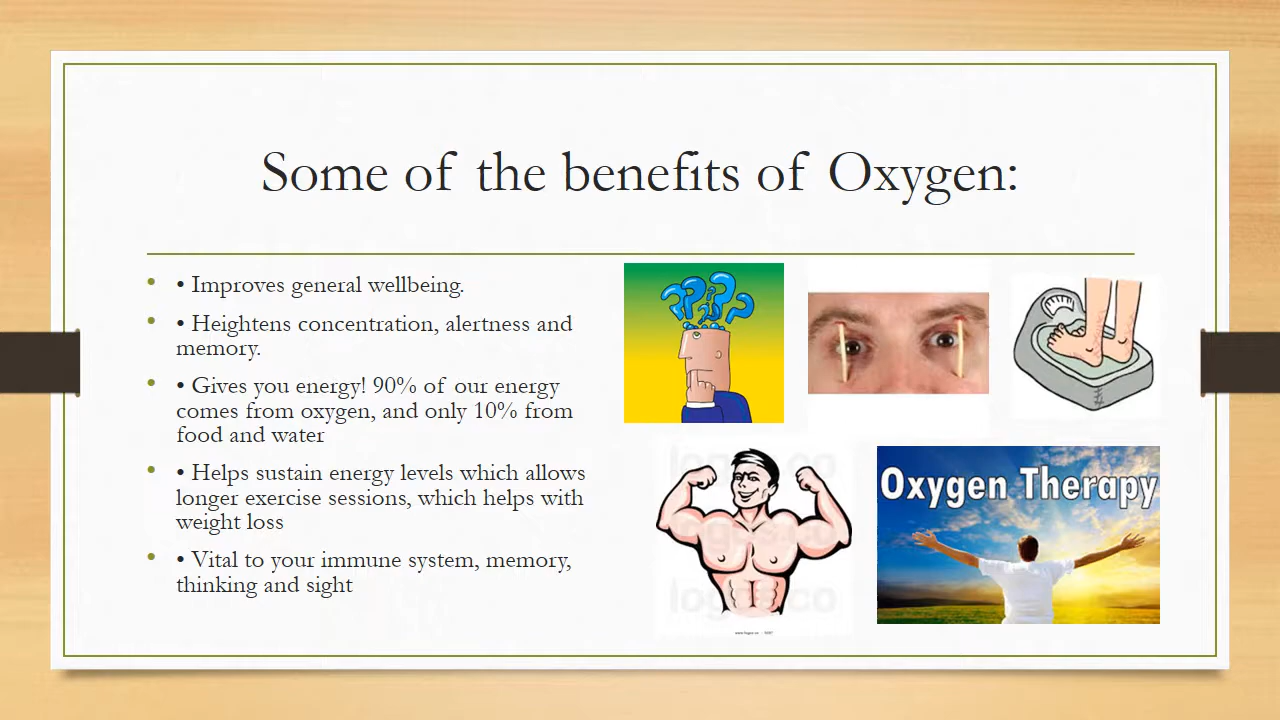 Some of the benefits of Oxygen:
• • Improves general wellbeing.
• • Heightens concentration, alertness and
memory.
• • Gives you energy! 90% of our energy
comes from oxygen, and only 10% from
food and water
• • Helps sustain energy levels which allows
longer exercise sessions, which helps with
weight loss
• • Vital to your immune system, memory,
thinking and sight
Oxygen Therapy